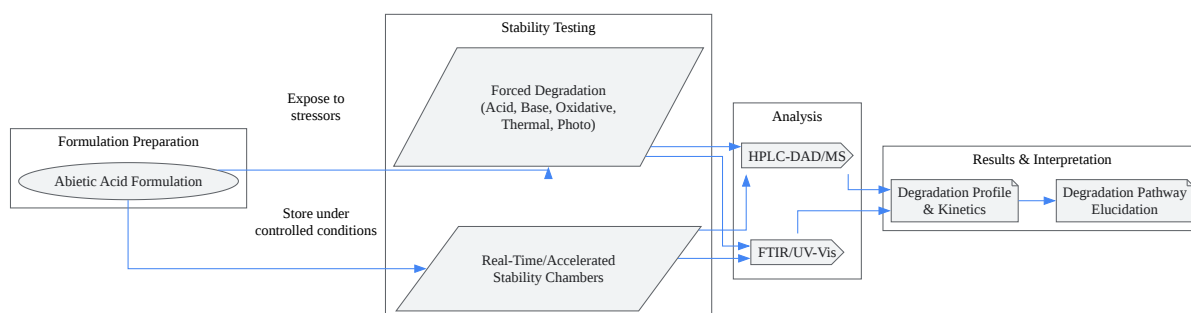 Formulation Preparation
Abietic Acid Formulation
Expose to
stressors
Store under
controlled conditions
Stability Testing
Forced Degradation
(Acid, Base, Oxidative,
Thermal, Photo)
Real-Time/Accelerated
Stability Chambers
Analysis
HPLC-DAD/MS
FTIR/UV-Vis
Results & Interpretation
Degradation Profile
& Kinetics
Degradation Pathway
Elucidation